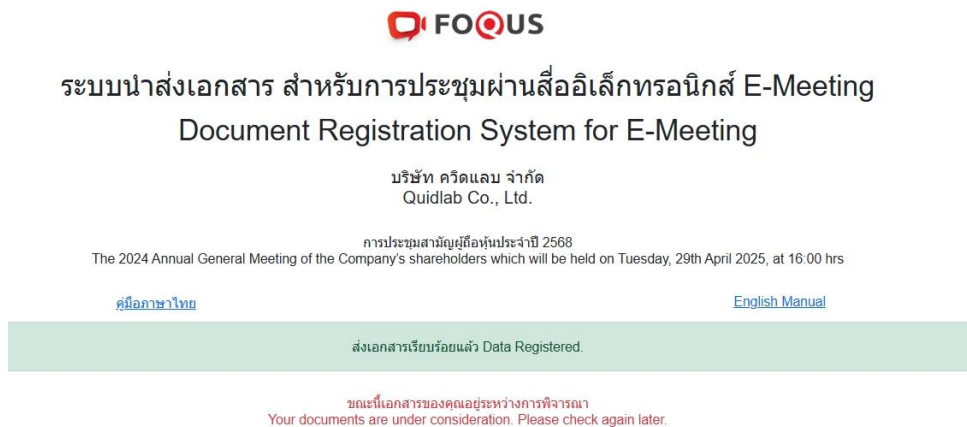 FOQUS
ระบบนำส่งเอกสาร สำหรับการประชุมผ่านสื่ออิเล็กทรอนิกส์ E-Meeting
Document Registration System for E-Meeting
บริษัท ควิดแลบ จำกัด
Quidlab Co., Ltd.
การประชุมสามัญผู้ถือหุ้นประจำปี 2568
The 2024 Annual General Meeting of the Company's shareholders which will be held on Tuesday, 29th April 2025, at 16:00 hrs
คู่มือภาษาไทย English Manual
ส่งเอกสารเรียบร้อยแล้ว Data Registered.
ขณะนี้เอกสารของคุณอยู่ระหว่างการพิจารณา
Your documents are under consideration. Please check again later.